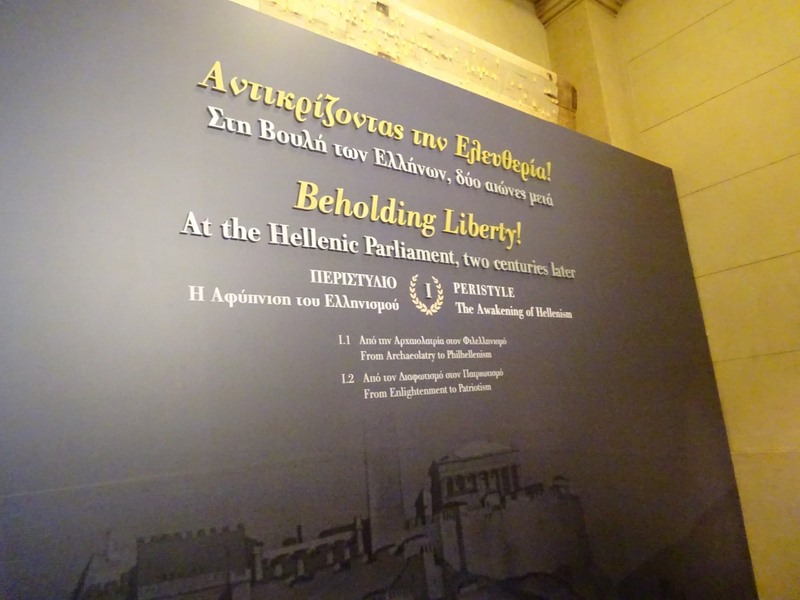 Αντικρίζοντας την Ελευθερία!
Στη Βουλή των Ελλήνων, δύο αιώνες μετά
Beholding Liberty!
At the Hellenic Parliament, two centuries later
ΠΕΡΙΣΤΥΛΙΟ I PERISTYLE
Η Αφύπνιση του Ελληνισμού The Awakening of Hellenism
I.1 Από την Αρχαιολατρία στον Φιλελληνισμό
From Archaeolatry to Philhellenism
I.2 Από τον Διαφωτισμό στον Πατριωτισμό
From Enlightenment to Patriotism